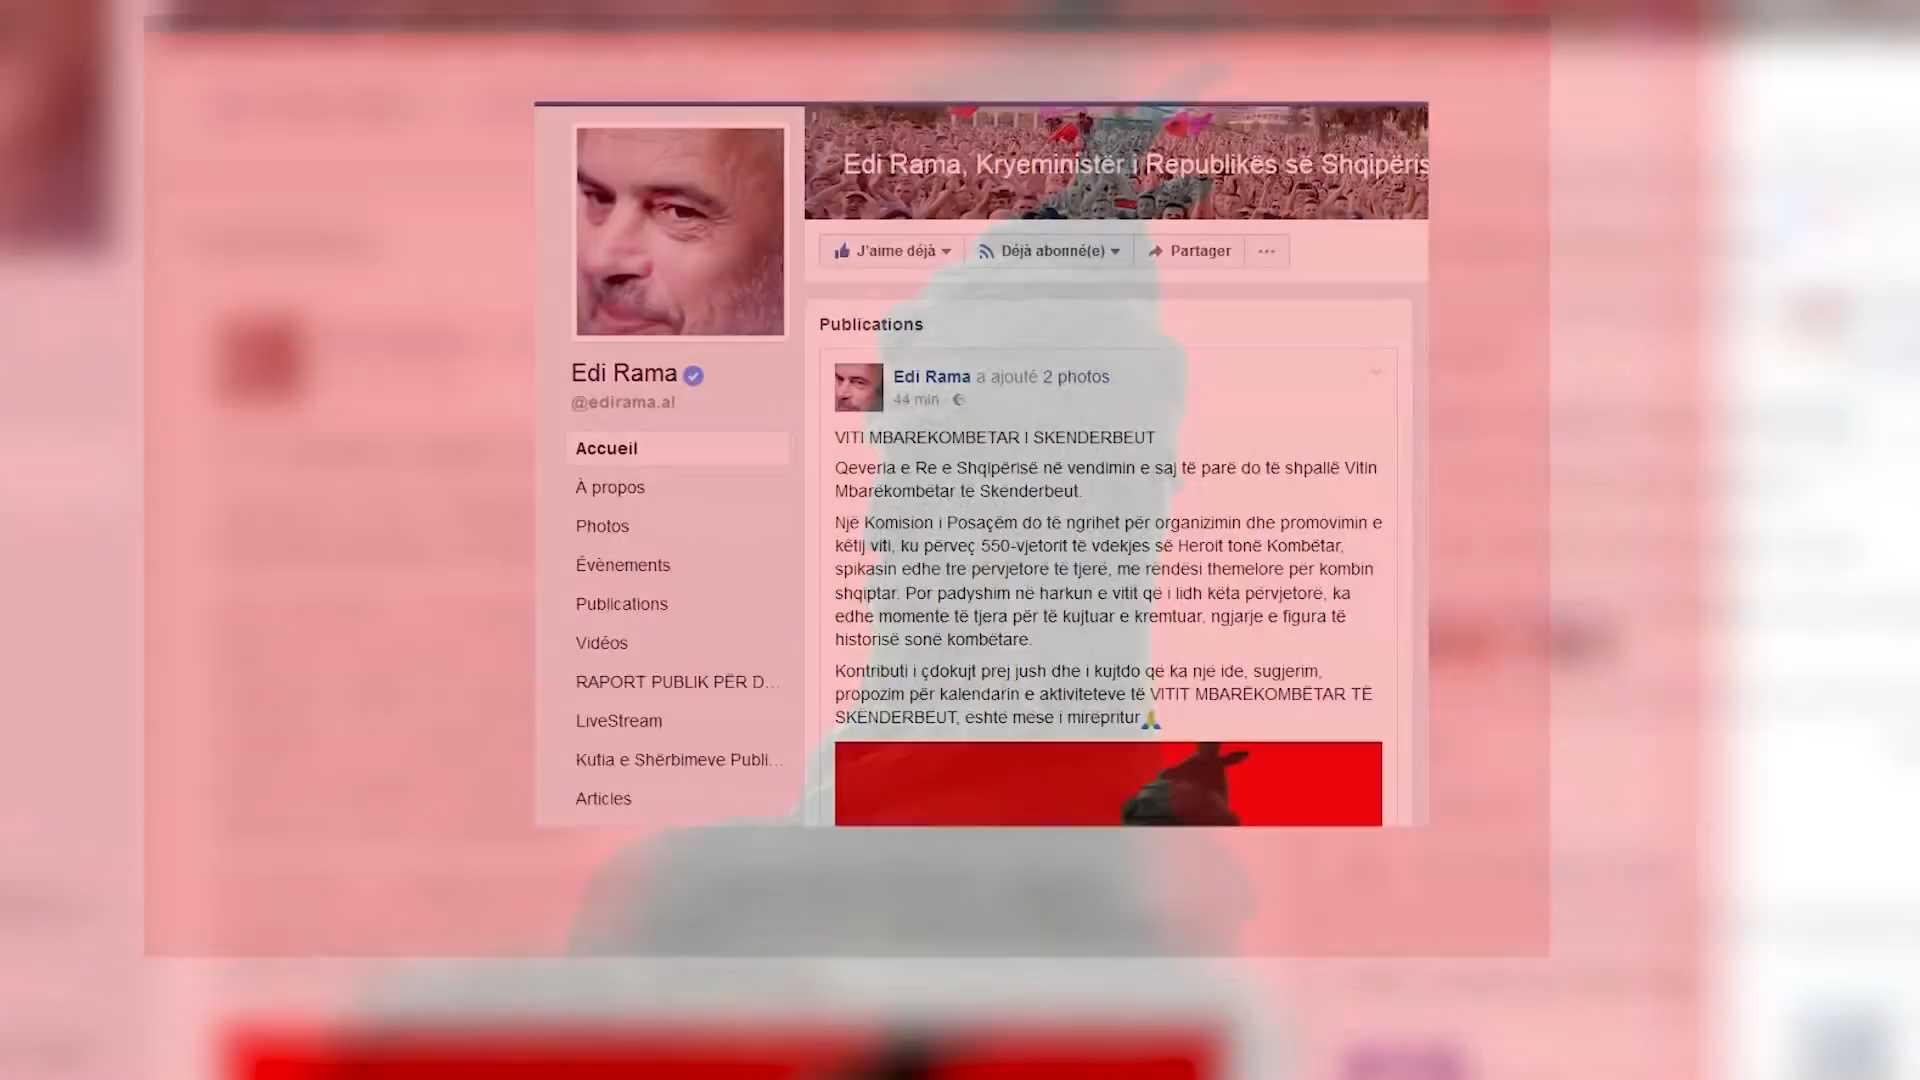 Edi Rama, Kryeministër i Republikës së Shqipëris
J'aime déjà
Déjà abonné(e)
Partager
Publications
Edi Rama
@edirama.al
Accueil
À propos
Photos
Évènements
Publications
Vidéos
RAPORT PUBLIK PËR D...
LiveStream
Kutia e Shërbimeve Publi...
Articles
Edi Rama a ajouté 2 photos
44 min
VITI MBAREKOMBETAR I SKENDERBEUT
Qeveria e Re e Shqipërisë në vendimin e saj të parë do të shpallë Vitin
Mbarëkombëtar te Skënderbeut.
Një Komision i Posaçëm do të ngrihet për organizimin dhe promovimin e
këtij viti, ku përveç 550-vjetorit të vdekjes së Heroit tonë Kombëtar,
spikasin edhe tre përvjetorë të tjerë, me rëndësi themelore për kombin
shqiptar. Por padyshim në harkun e vitit që i lidh këta përvjetorë, ka
edhe momente të tjera për të kujtuar e kremtuar, ngjarje e figura të
historisë sonë kombëtare.
Kontributi i çdokujt prej jush dhe i kujtdo që ka një ide, sugjerim,
propozim për kalendarin e aktiviteteve të VITIT MBARËKOMBËTAR TË
SKËNDERBEUT, është mëse i mirëpritur🙏